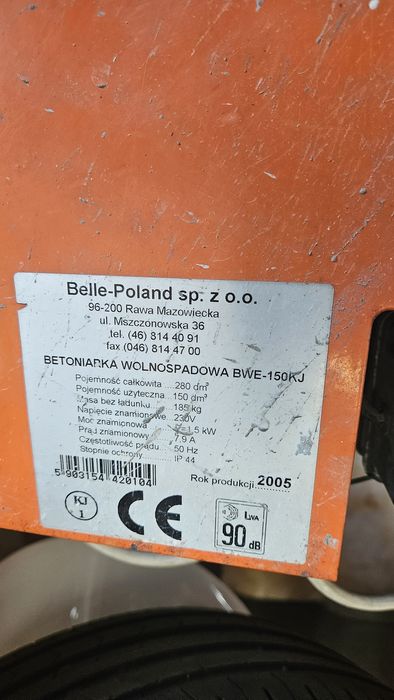 Belle-Poland sp. z o.o.
96-200 Rawa Mazowiecka
ul. Mszczonowska 36
tel. (46) 814 40 91
fax (046) 814 47 00
BETONIARKA WOLNOSPADOWA BWE-150KJ
Pojemność całkowita ... 280 dm³
Pojemność użyteczna ... 150 dm³
Masa bez ładunku ... 185 kg
Napięcie znamionowe ... 230V
Moc znamionowa 1,5 kW
Prąd znamionowy ... 7.9 A
Częstotliwość prądu ... 50 Hz
Stopnie ochrony ... IP 44
5 903154 420104
Rok produkcji 2005
KJ
1
CE
LWA
90 dB